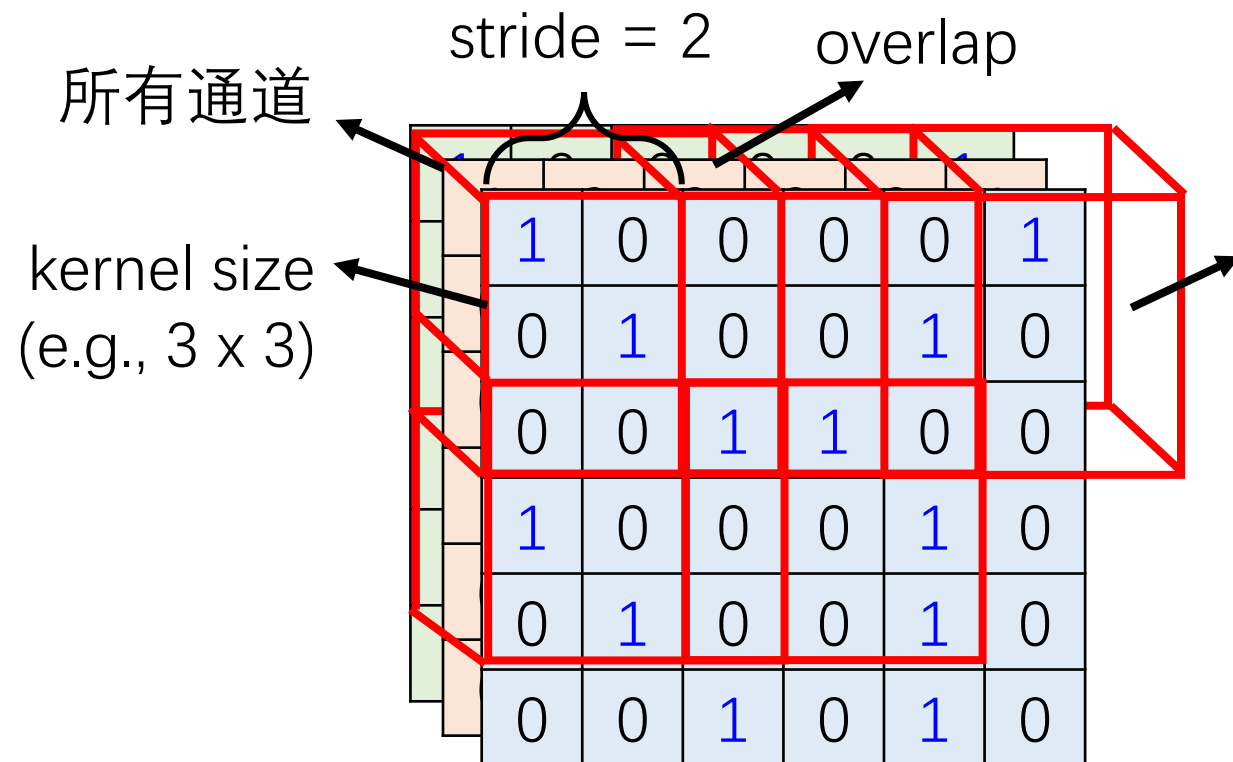 stride = 2
overlap
所有通道
kernel size
(e.g., 3 x 3)
1 0 0 0 0 1
0 1 0 0 1 0
0 0 1 1 0 0
1 0 0 0 1 0
0 1 0 0 1 0
0 0 1 0 1 0